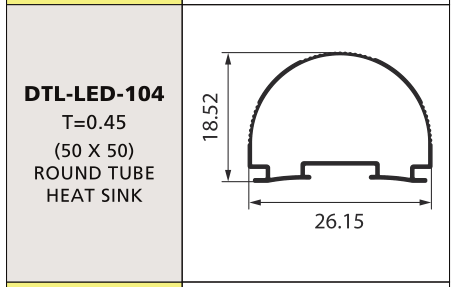 DTL-LED-104
T=0.45
(50 X 50)
ROUND TUBE
HEAT SINK
18.52
26.15